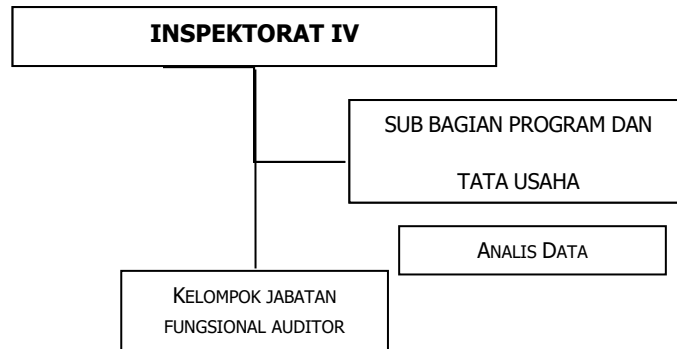 INSPEKTORAT IV
SUB BAGIAN PROGRAM DAN
TATA USAHA
ANALIS DATA
KELOMPOK JABATAN
FUNGSIONAL AUDITOR